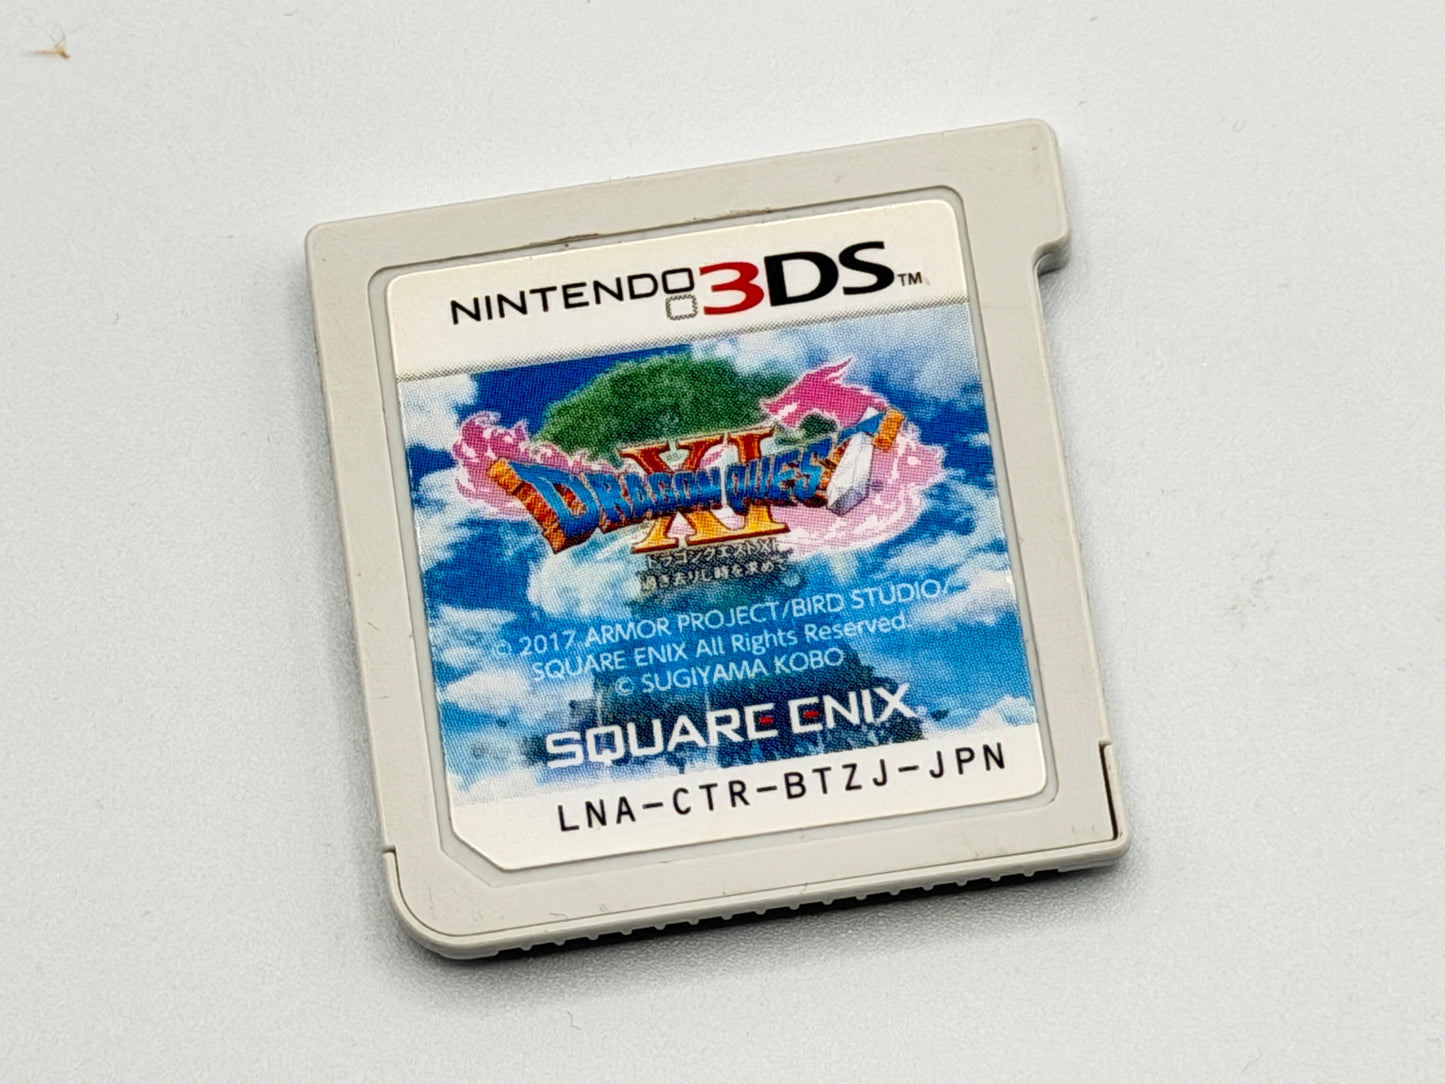 NINTENDO 3DS™
DRAGON QUEST
XI
ドラゴンクエストXI
過ぎ去りし時を求めて
© 2017 ARMOR PROJECT/BIRD STUDIO/
SQUARE ENIX All Rights Reserved.
© SUGIYAMA KOBO
SQUARE ENIX
LNA-CTR-BTZJ-JPN